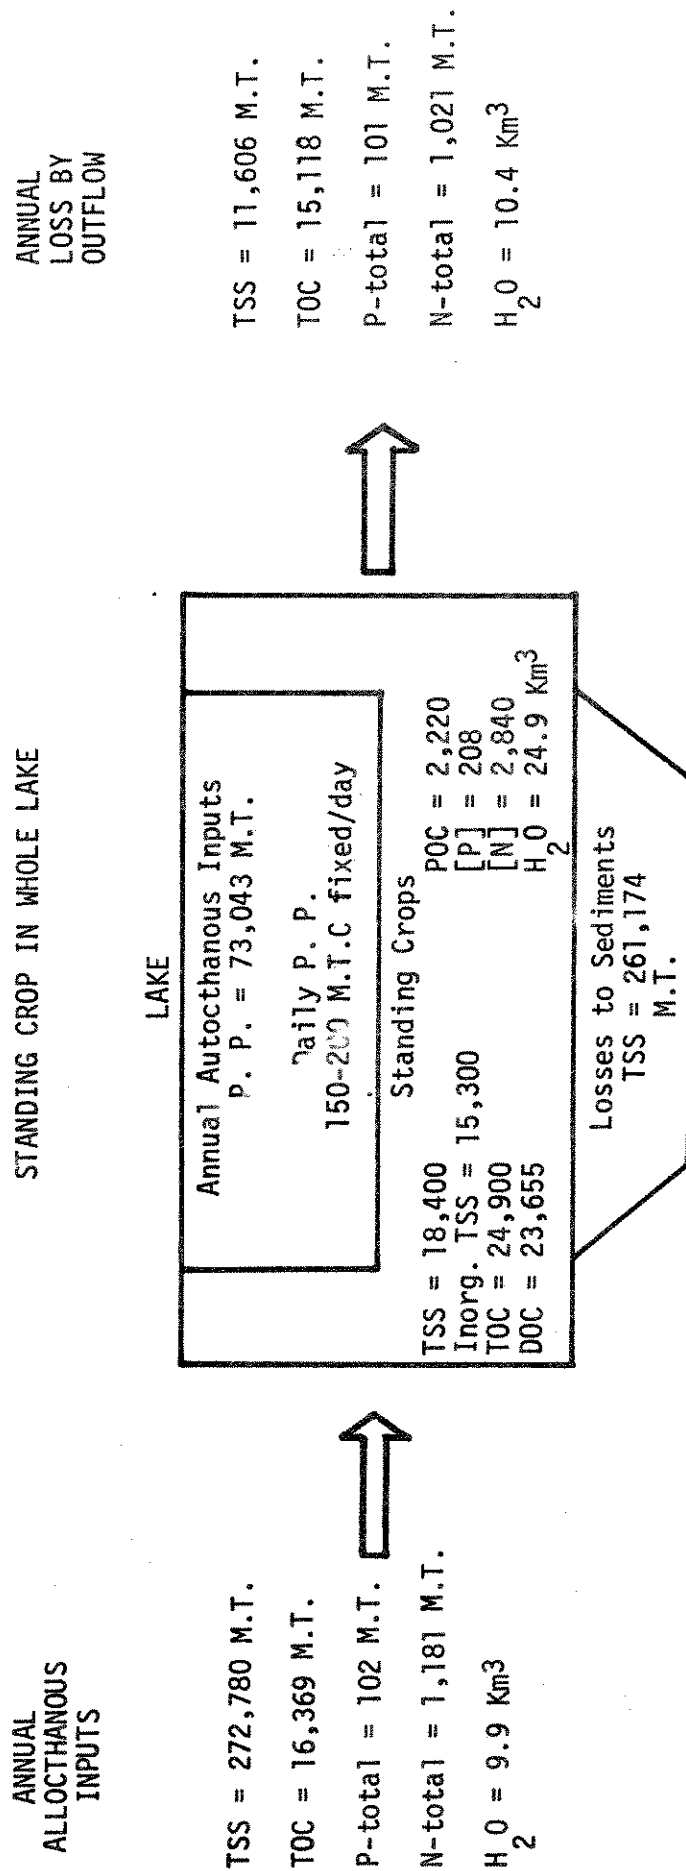 STANDING CROP IN WHOLE LAKE
ANNUAL
ALLOCTHANOUS
INPUTS
TSS = 272,780 M.T.
TOC = 16,369 M.T.
P-total = 102 M.T.
N-total = 1,181 M.T.
H2O = 9.9 Km3
LAKE
Annual Autocthanous Inputs
P. P. = 73,043 M.T.
Daily P. P.
150-200 M.T.C fixed/day
Standing Crops
TSS = 18,400
Inorg. TSS = 15,300
TOC = 24,900
DOC = 23,655
POC = 2,220
[P] = 208
[N] = 2,840
H2O = 24.9 Km3
Losses to Sediments
TSS = 261,174
M.T.
ANNUAL
LOSS BY
OUTFLOW
TSS = 11,606 M.T.
TOC = 15,118 M.T.
P-total = 101 M.T.
N-total = 1,021 M.T.
H2O = 10.4 Km3